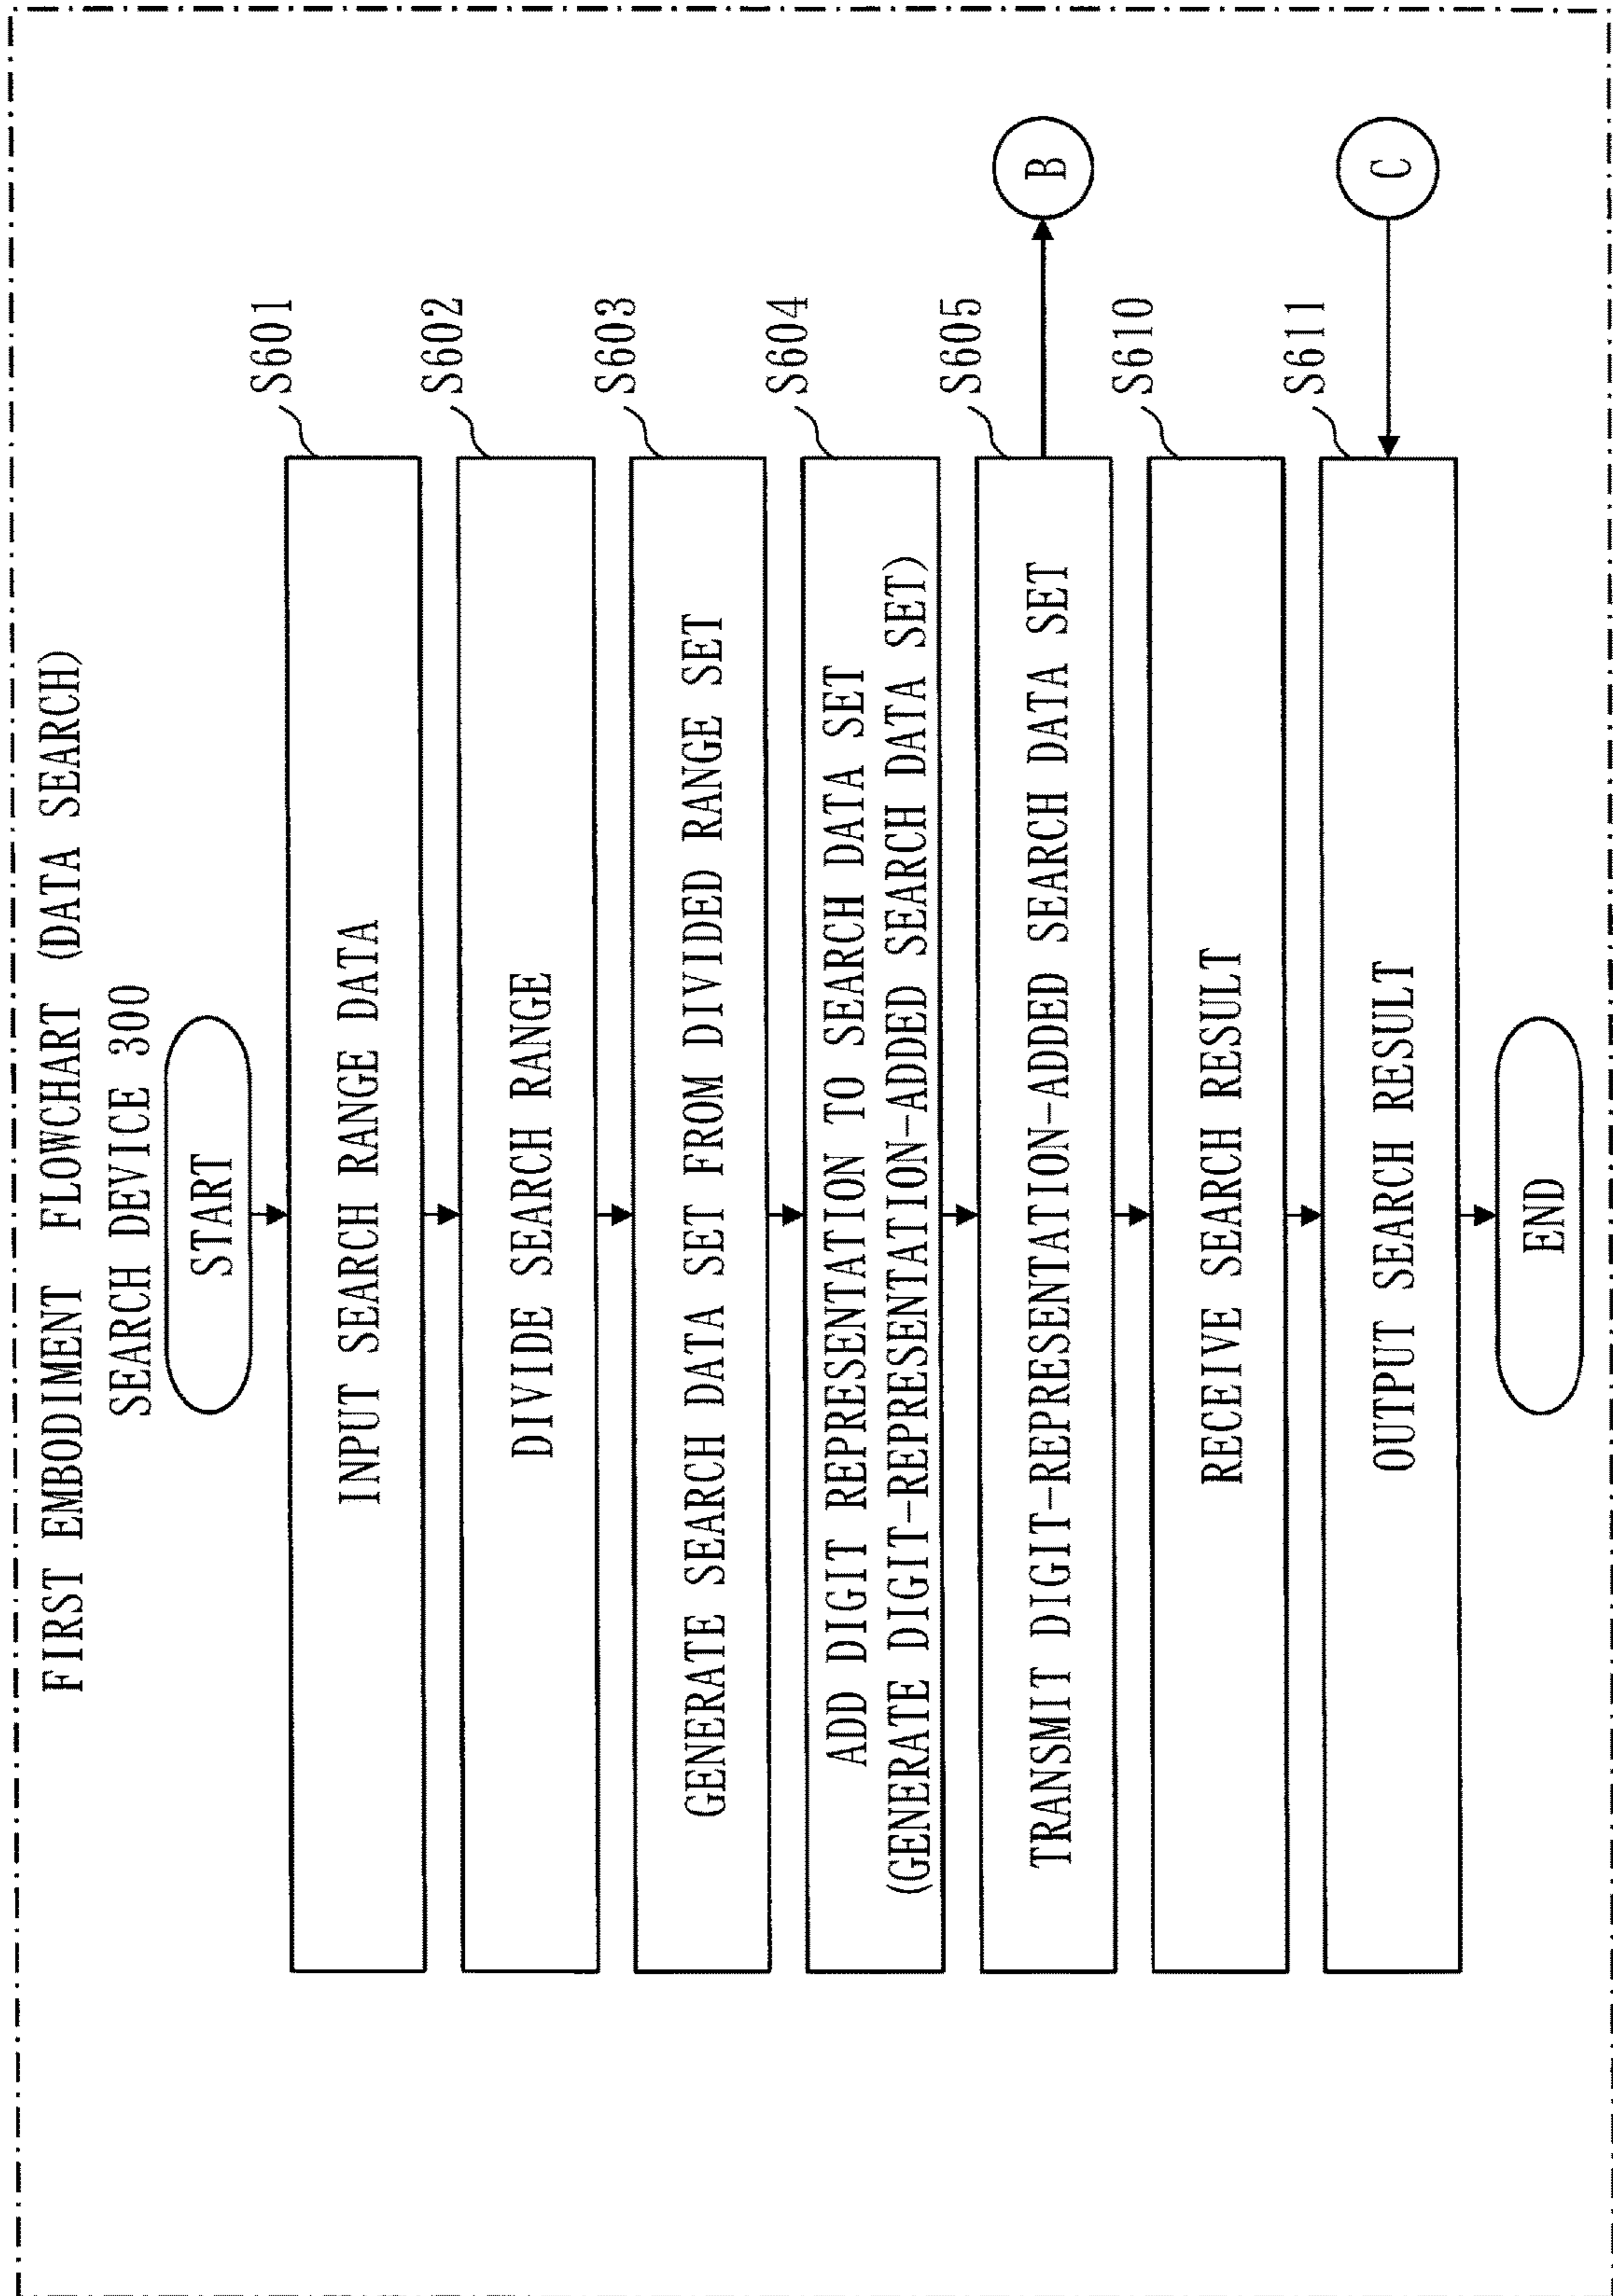 FIRST EMBODIMENT FLOWCHART (DATA SEARCH)
SEARCH DEVICE 300
START
S601
INPUT SEARCH RANGE DATA
S602
DIVIDE SEARCH RANGE
S603
GENERATE SEARCH DATA SET FROM DIVIDED RANGE SET
S604
ADD DIGIT REPRESENTATION TO SEARCH DATA SET
(GENERATE DIGIT-REPRESENTATION-ADDED SEARCH DATA SET)
S605
TRANSMIT DIGIT-REPRESENTATION-ADDED SEARCH DATA SET
B
S610
RECEIVE SEARCH RESULT
S611
OUTPUT SEARCH RESULT
C
END